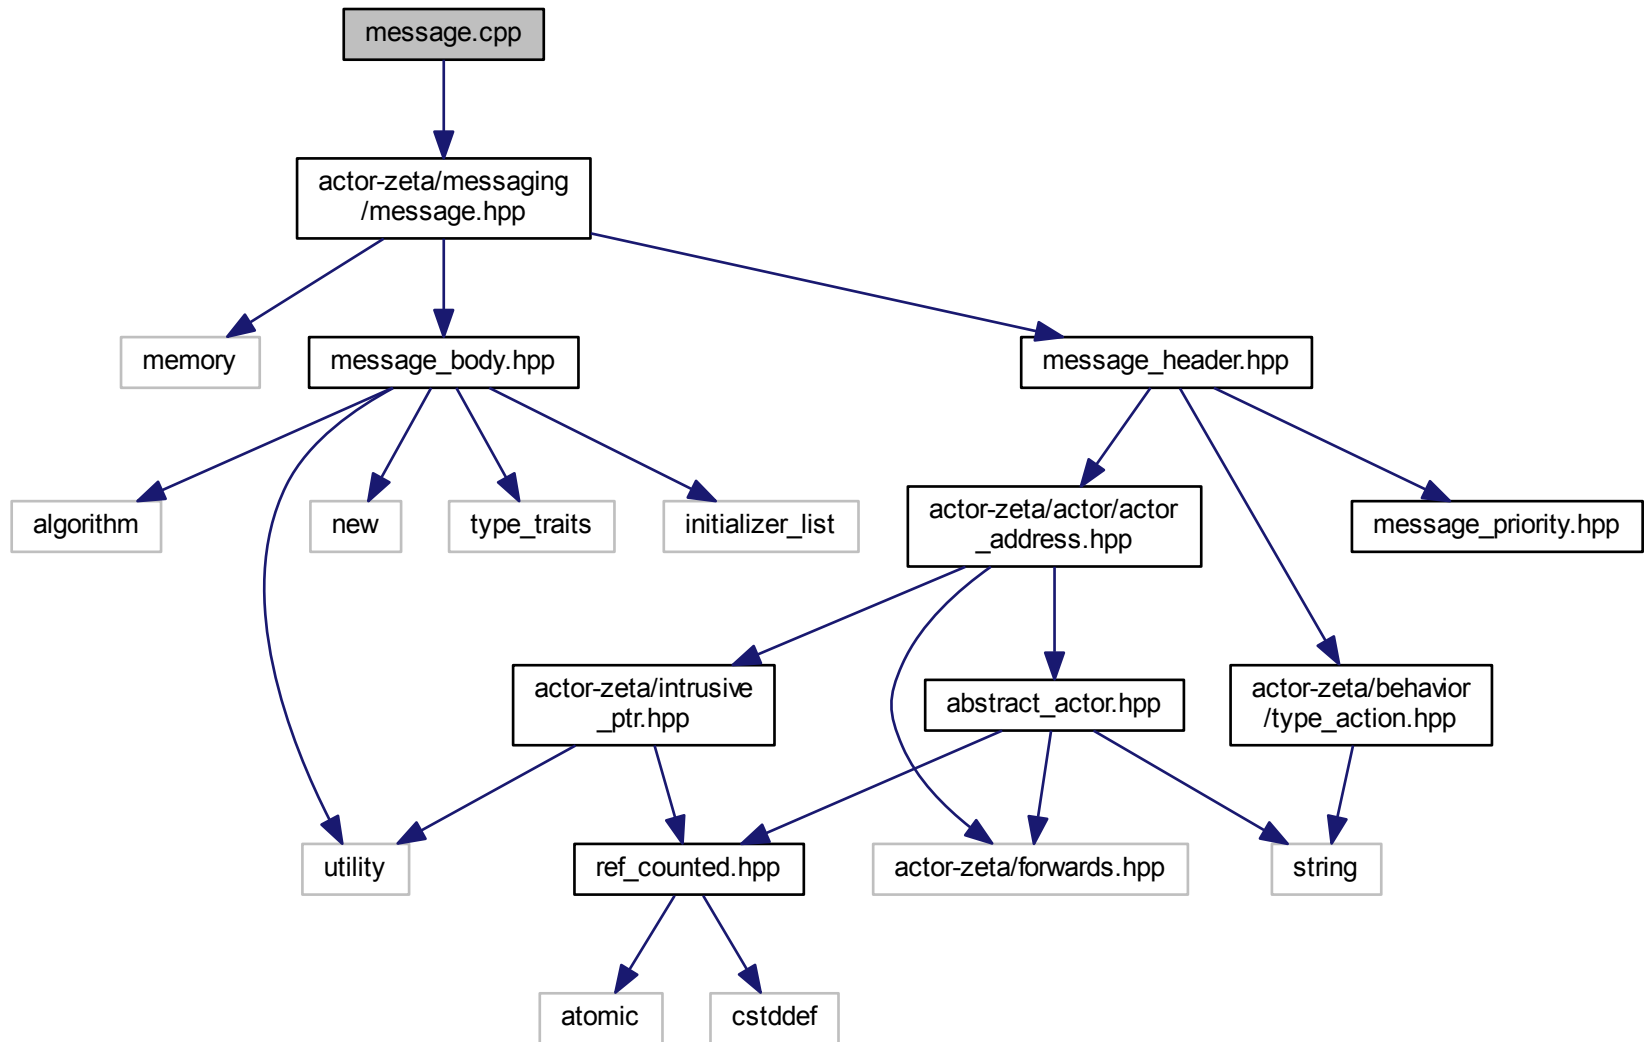 message.cpp
actor-zeta/messaging
/message.hpp
memory
message_body.hpp
message_header.hpp
algorithm
new
type_traits
initializer_list
actor-zeta/actor/actor
_address.hpp
message_priority.hpp
actor-zeta/intrusive
_ptr.hpp
abstract_actor.hpp
actor-zeta/behavior
/type_action.hpp
utility
ref_counted.hpp
actor-zeta/forwards.hpp
string
atomic
cstddef